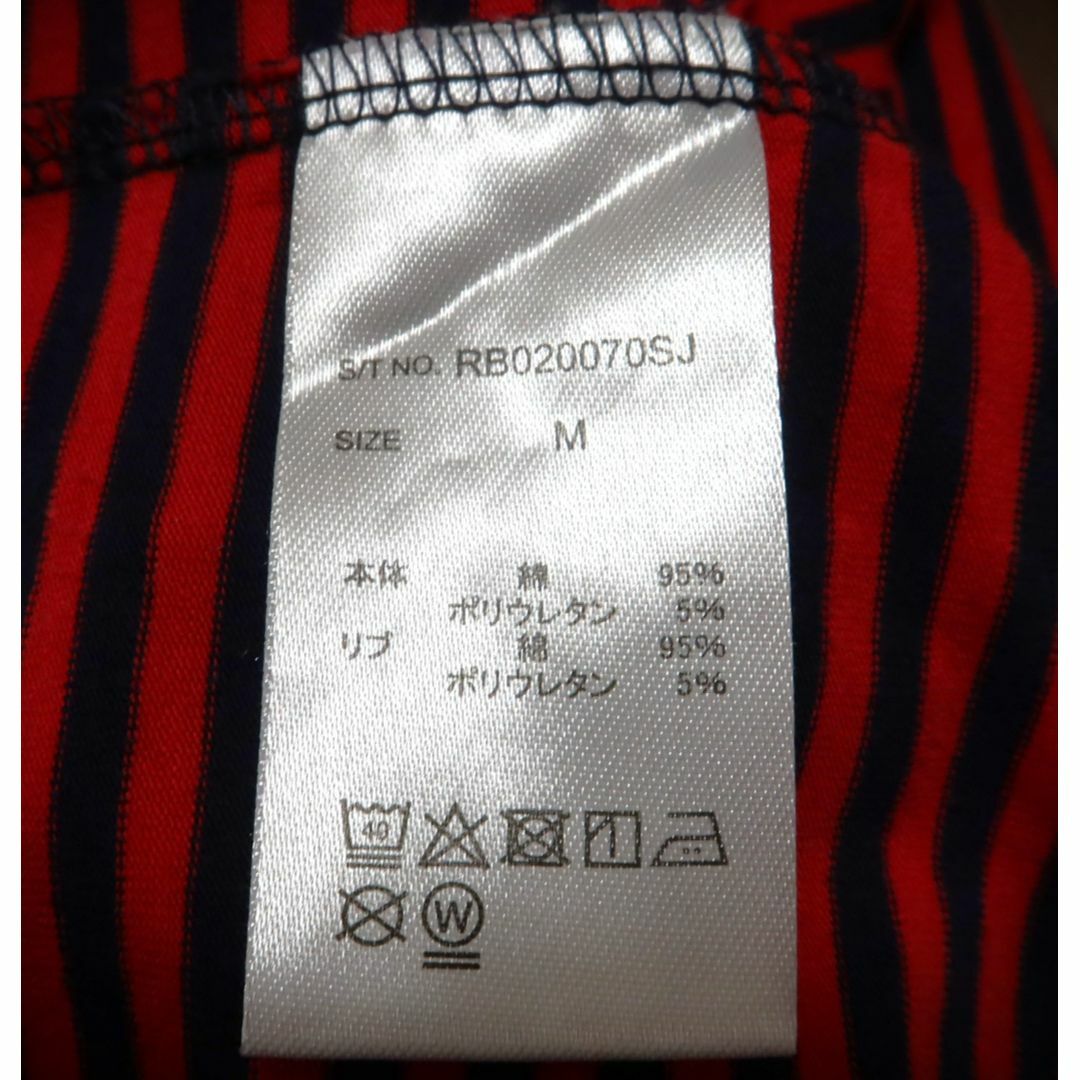 S/T NO. RB020070SJ
SIZE M
本体 綿 95%
ポリウレタン 5%
リブ 綿 95%
ポリウレタン 5%
40
W